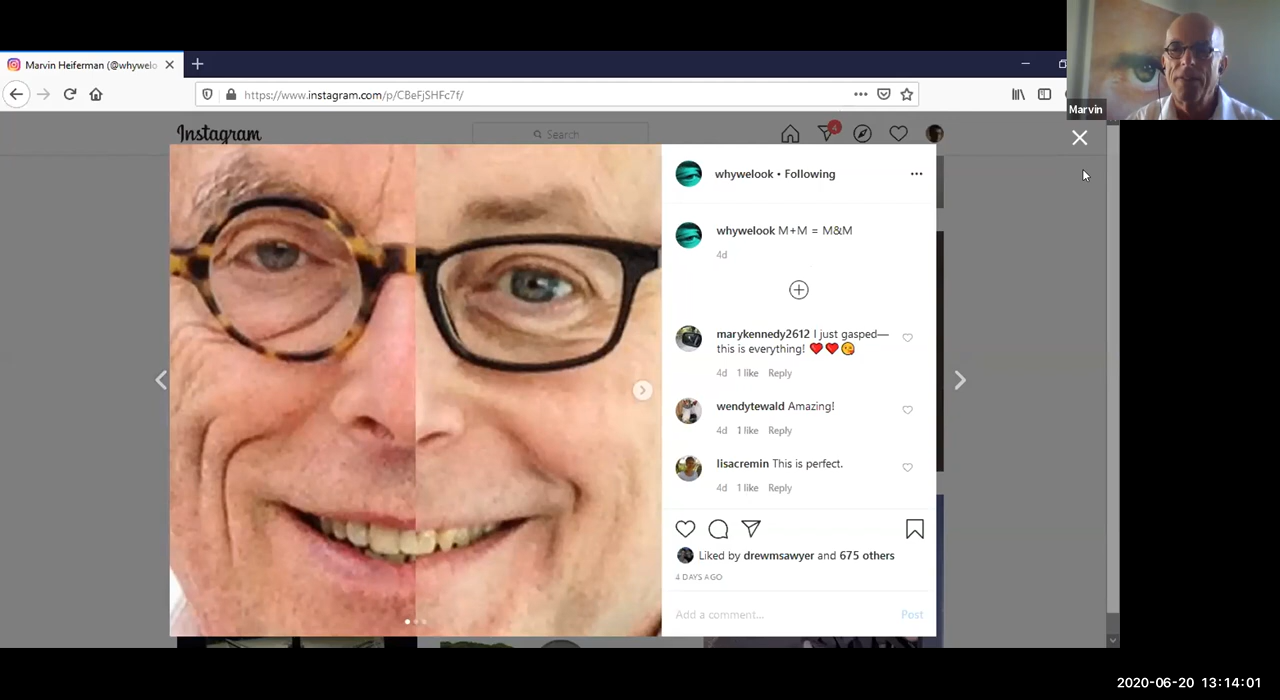 Marvin Heiferman (@whywelo
https://www.instagram.com/p/CBeFjSHFc7f/
Marvin
Instagram
Search
4
whywelook • Following
whywelook M+M = M&M
4d
marykennedy2612 I just gasped—
this is everything! ❤️❤️😘
4d 1 like Reply
wendytewald Amazing!
4d 1 like Reply
lisacremin This is perfect.
4d 1 like Reply
Liked by drewmsawyer and 675 others
4 DAYS AGO
Add a comment... Post
2020-06-20 13:14:01